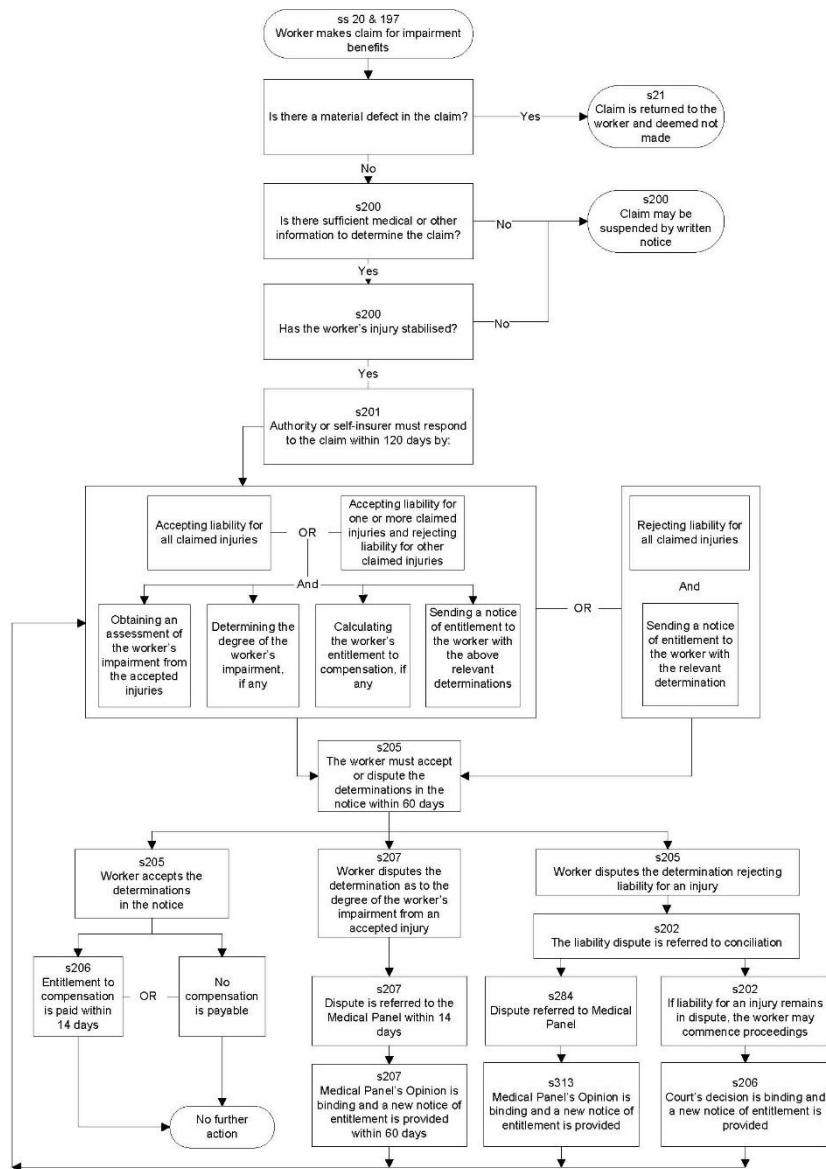 ss 20 & 197
Worker makes claim for impairment
benefits
Is there a material defect in the claim?
Yes
s21
Claim is returned to the
worker and deemed not
made
No
s200
Is there sufficient medical or other
information to determine the claim?
No
s200
Claim may be
suspended by written
notice
Yes
s200
Has the worker's injury stabilised?
No
Yes
s201
Authority or self-insurer must respond
to the claim within 120 days by:
Accepting liability for
all claimed injuries
OR
Accepting liability for
one or more claimed
injuries and rejecting
liability for other
claimed injuries
And
Obtaining an
assessment of
the worker's
impairment from
the accepted
injuries
Determining the
degree of the
worker's
impairment,
if any
Calculating
the worker's
entitlement to
compensation, if
any
Sending a notice
of entitlement to
the worker with
the above
relevant
determinations
OR
Rejecting liability for
all claimed injuries
And
Sending a notice
of entitlement to
the worker with
the relevant
determination
s205
The worker must accept
or dispute the
determinations in the
notice within 60 days
s205
Worker accepts the
determinations
in the notice
s207
Worker disputes the
determination as to the
degree of the worker's
impairment from an
accepted injury
s205
Worker disputes the determination rejecting
liability for an injury
s202
The liability dispute is referred to conciliation
s206
Entitlement to
compensation
is paid within
14 days
OR
No
compensation
is payable
s207
Dispute is referred to the
Medical Panel within 14
days
s284
Dispute referred to Medical
Panel
s202
If liability for an injury remains
in dispute, the worker may
commence proceedings
s207
Medical Panel's Opinion is
binding and a new notice of
entitlement is provided
within 60 days
s313
Medical Panel's Opinion is
binding and a new notice of
entitlement is provided
s206
Court's decision is binding and
a new notice of entitlement is
provided
No further
action